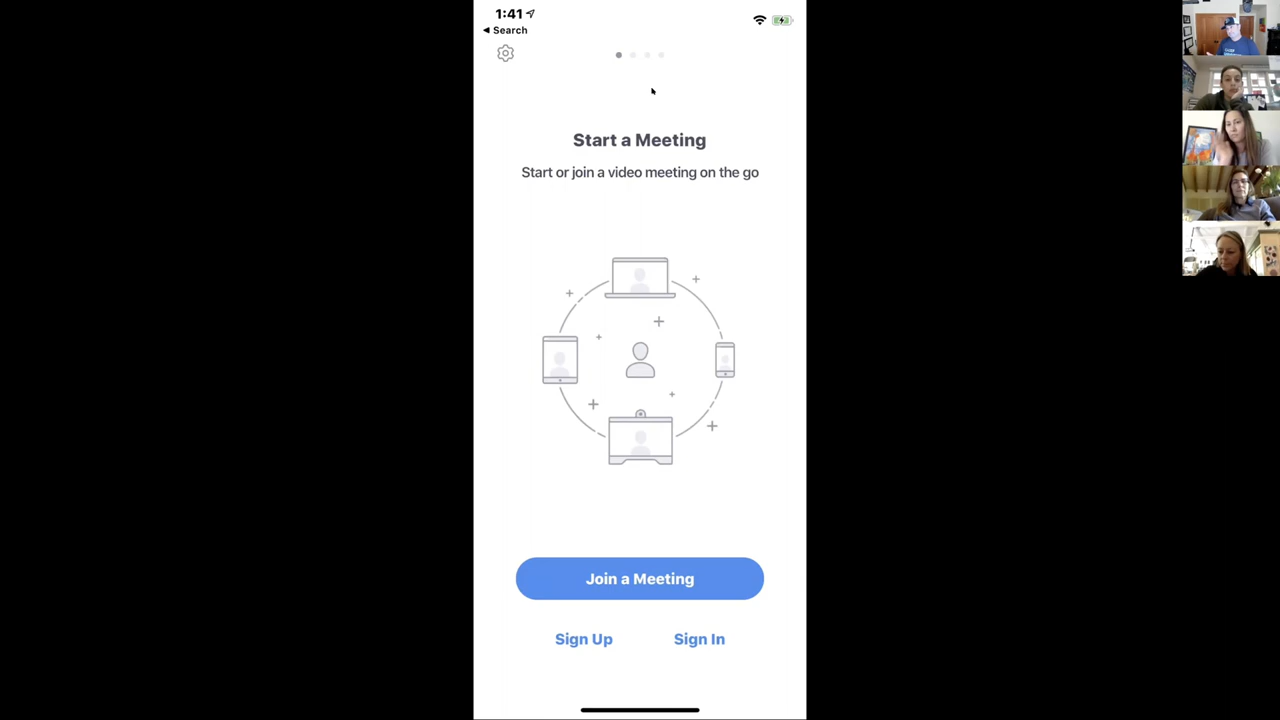 1:41
Search
Start a Meeting
Start or join a video meeting on the go
Join a Meeting
Sign Up
Sign In